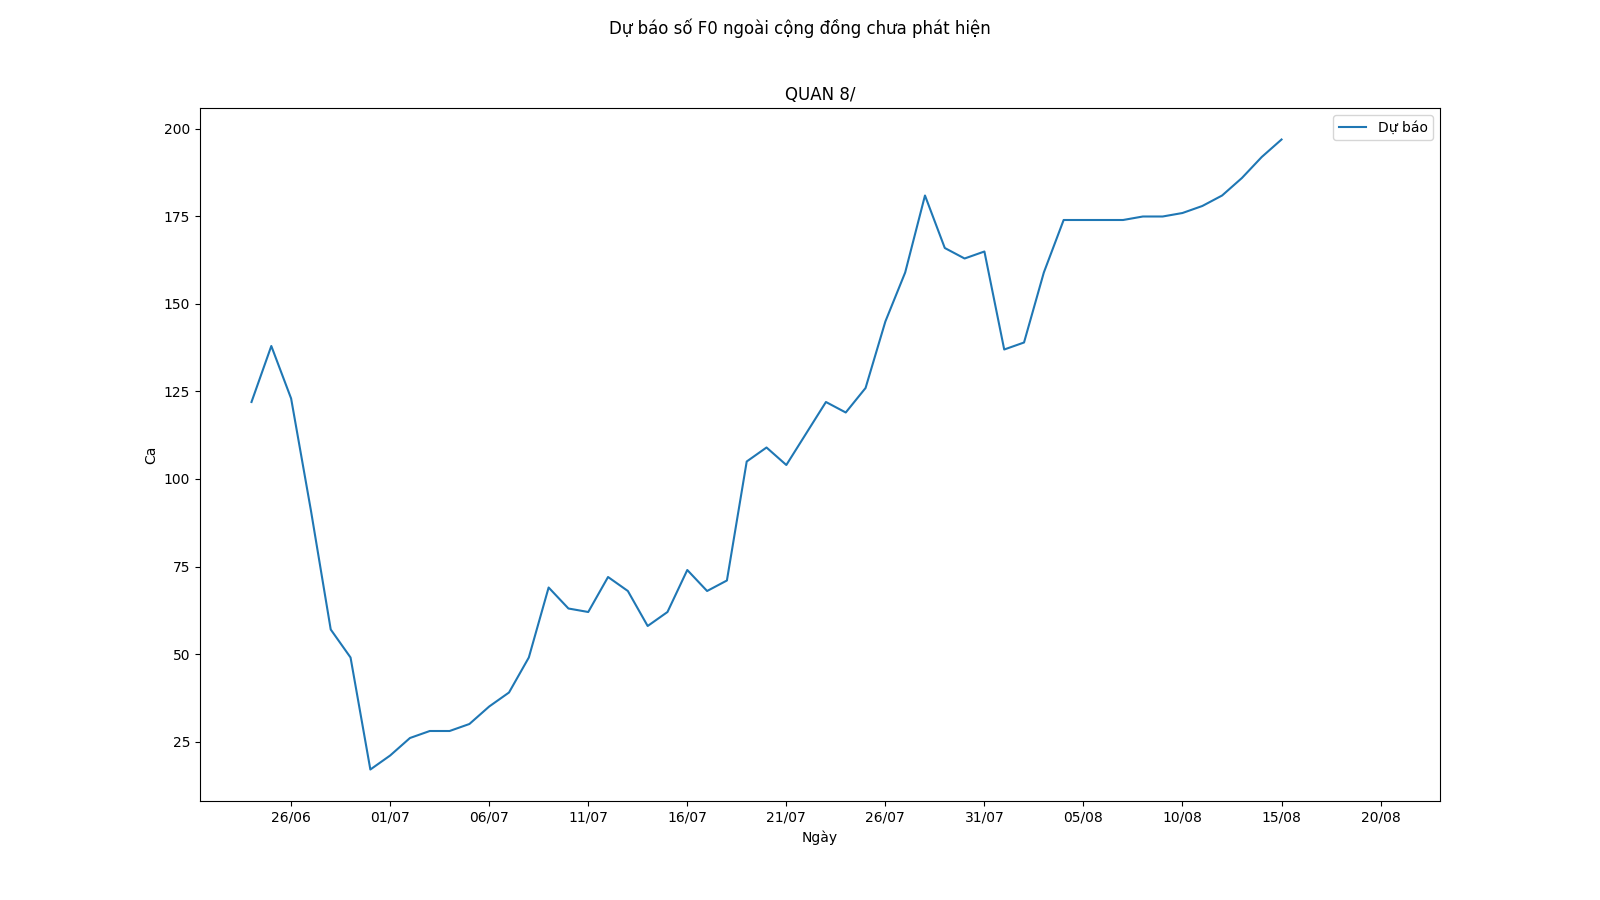 Dự báo số F0 ngoài cộng đồng chưa phát hiện
QUAN 8/
Dự báo
200
175
150
125
100
75
50
25
Ca
26/06 01/07 06/07 11/07 16/07 21/07 26/07 31/07 05/08 10/08 15/08 20/08
Ngày